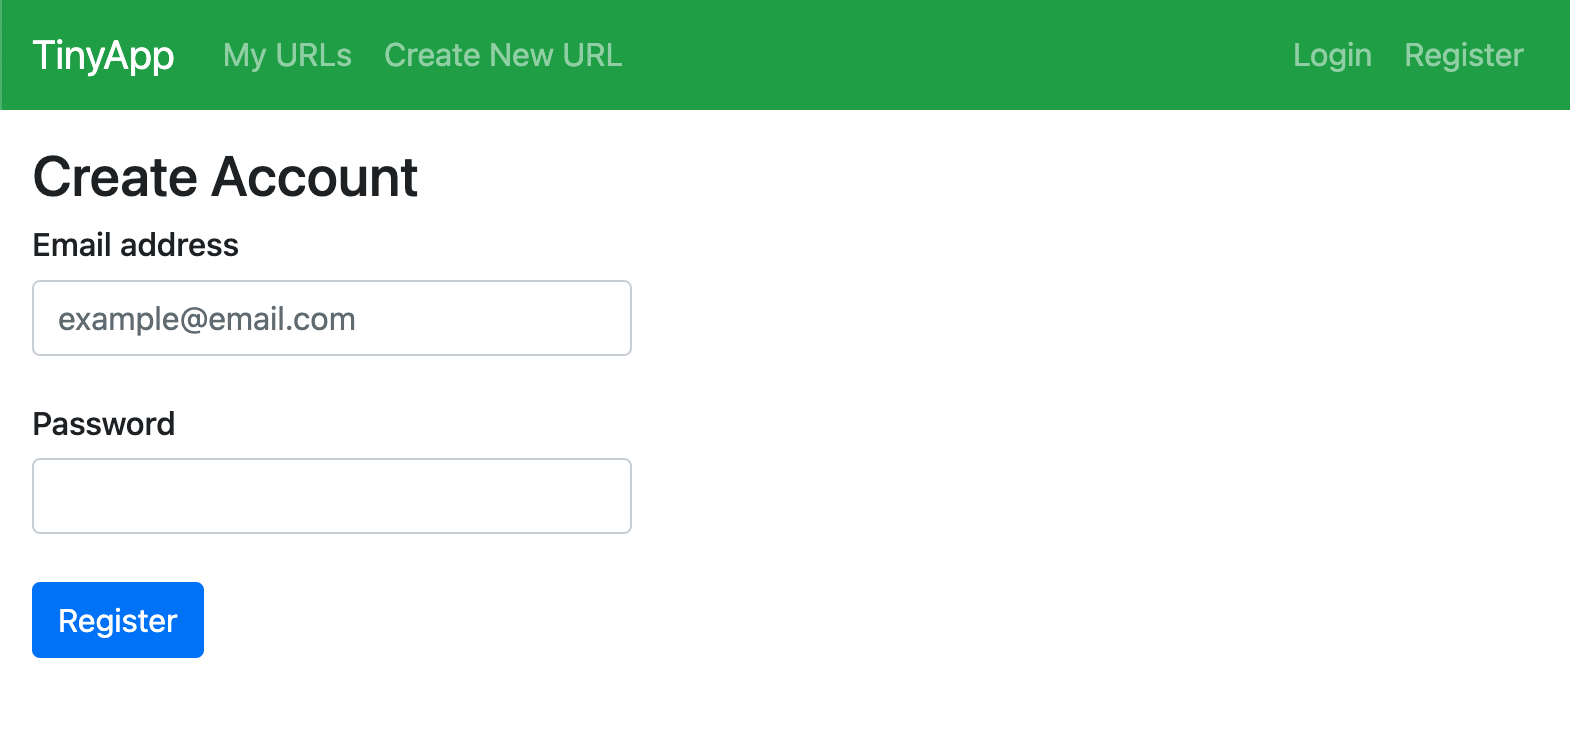 TinyApp My URLs Create New URL Login Register
Create Account
Email address
example@email.com
Password
Register